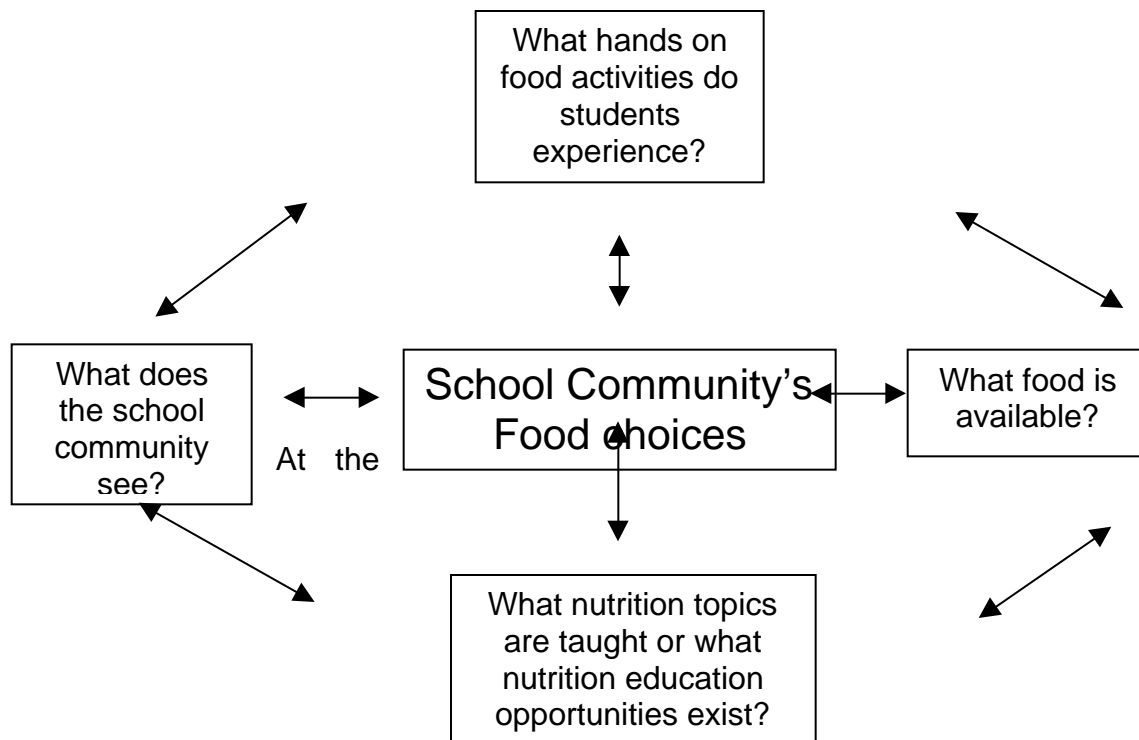 What hands on
food activities do
students
experience?
What does
the school
community
see?
At the
School Community's
Food choices
What food is
available?
What nutrition topics
are taught or what
nutrition education
opportunities exist?